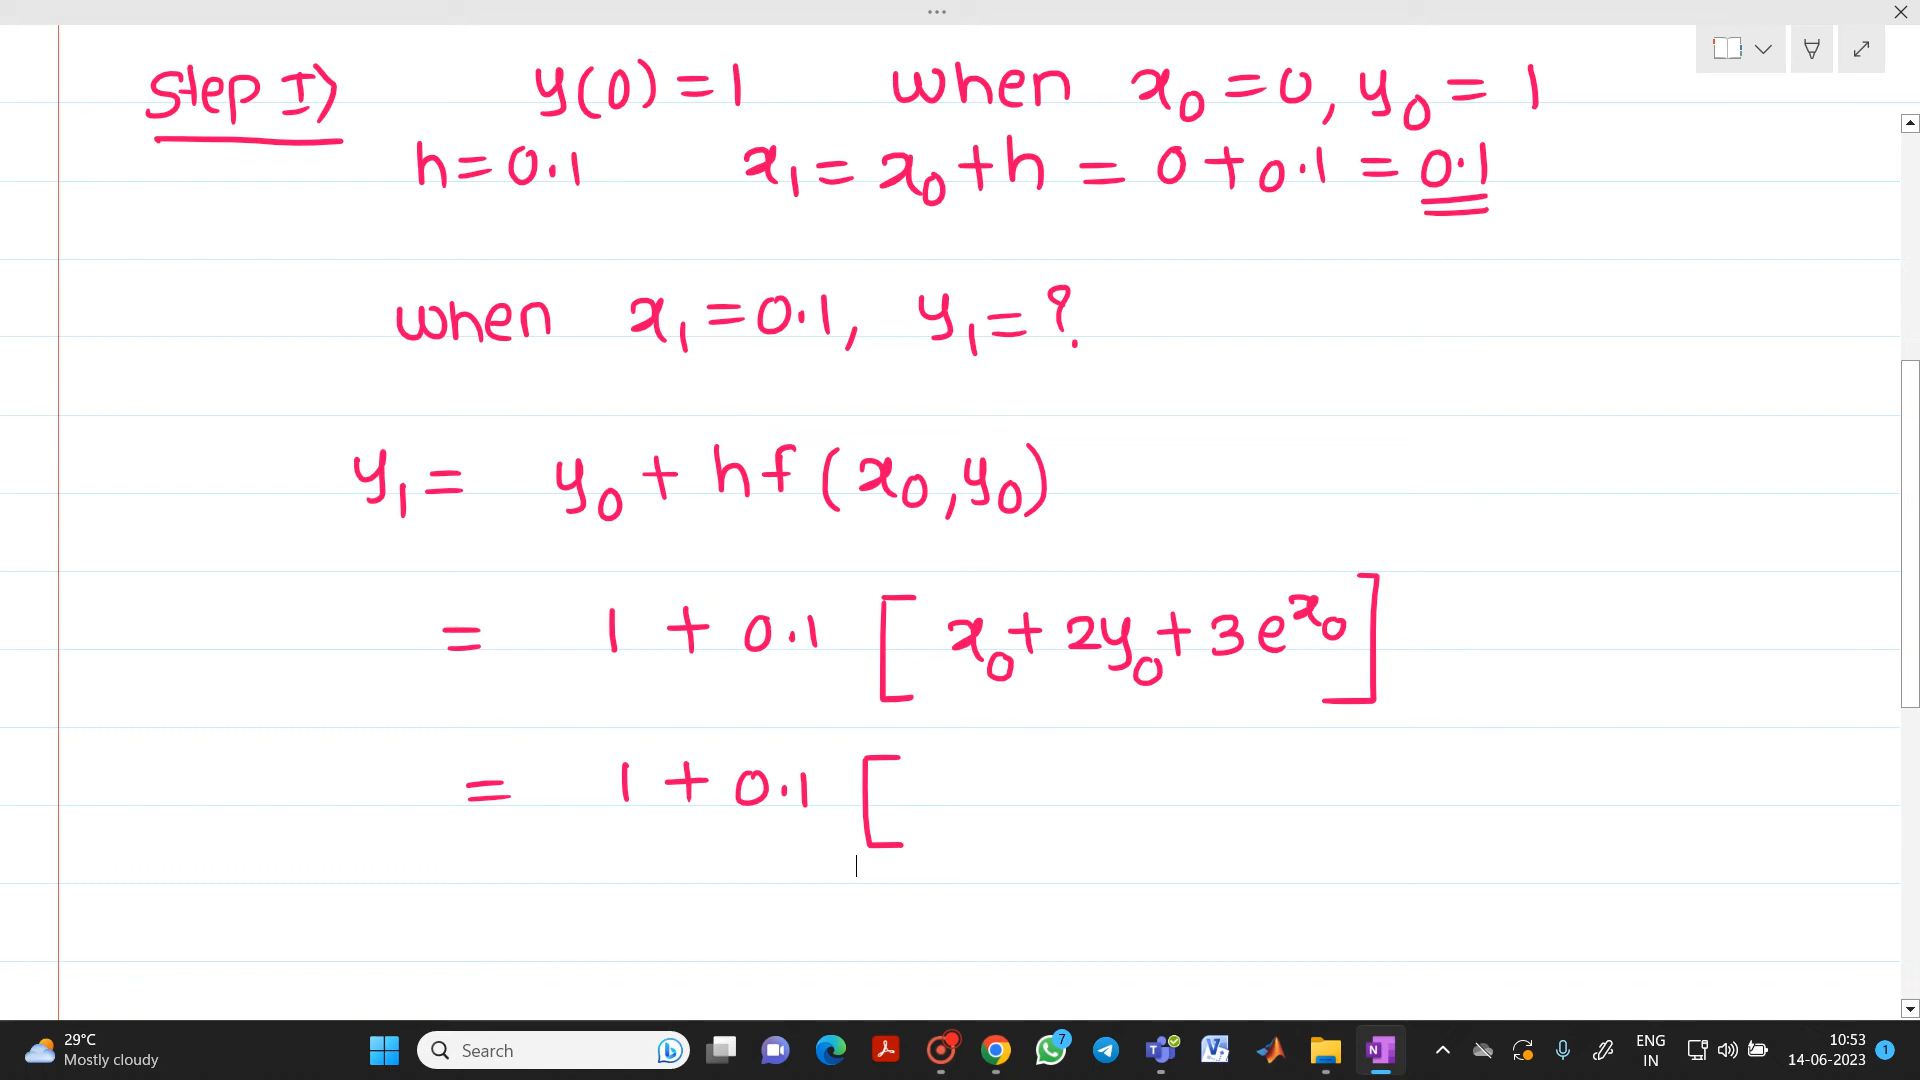 Step I) y(0) = 1 when x₀ = 0, y₀ = 1
h = 0.1 x₁ = x₀ + h = 0 + 0.1 = 0.1
when x₁ = 0.1, y₁ = ?
y₁ = y₀ + hf(x₀, y₀)
= 1 + 0.1 [x₀ + 2y₀ + 3e^x₀]
= 1 + 0.1 [
29°C
Mostly cloudy
Search
7
ENG
IN
10:53
14-06-2023
1